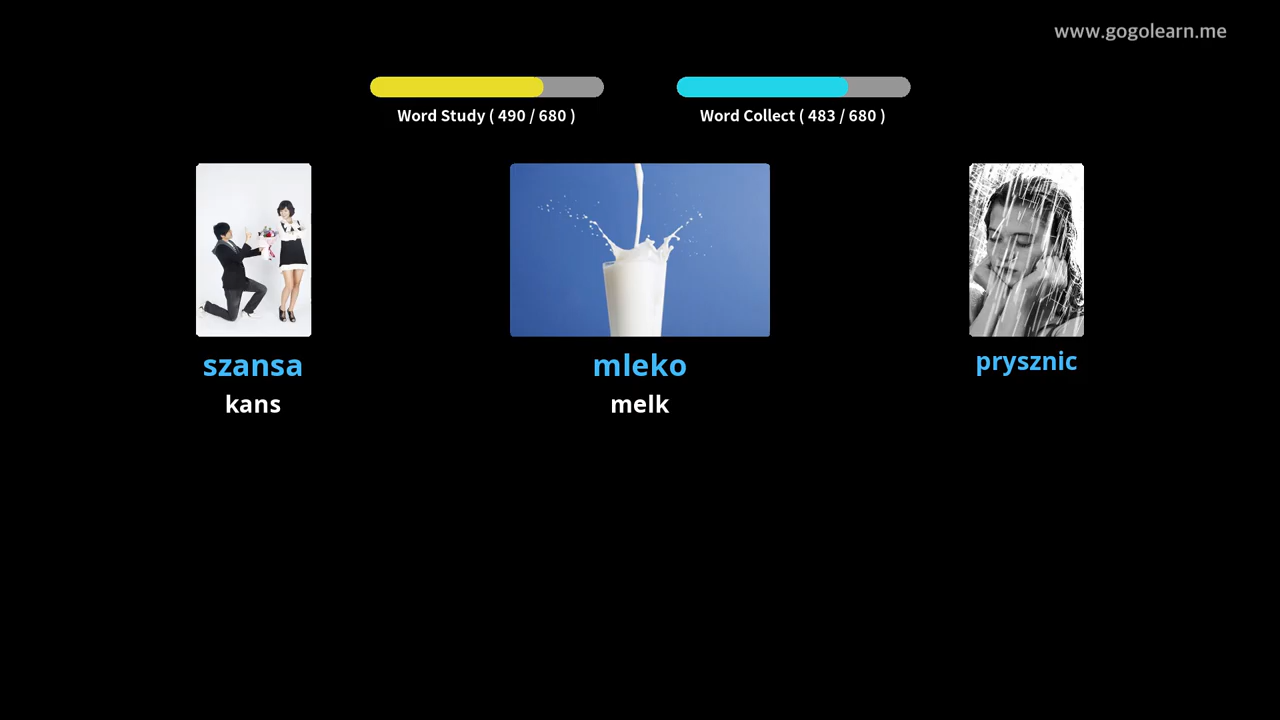 www.gogolearn.me
Word Study ( 490 / 680 )
Word Collect ( 483 / 680 )
szansa
kans
mleko
melk
prysznic